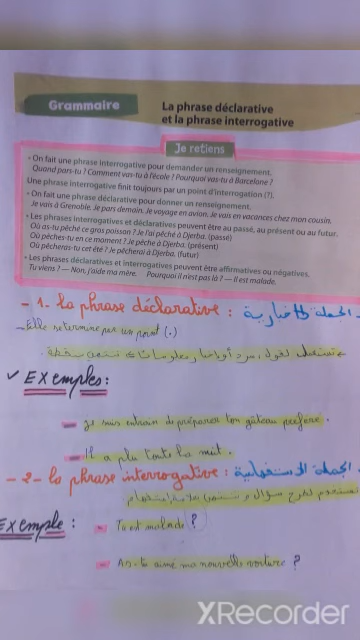 Grammaire
La phrase déclarative
et la phrase interrogative
Je retiens
• On fait une phrase interrogative pour demander un renseignement.
Quand pars-tu ? Comment vas-tu à l'école ? Pourquoi vas-tu à Barcelone ?
Une phrase interrogative finit toujours par un point d'interrogation (?).
• On fait une phrase déclarative pour donner un renseignement.
Je vais à Grenoble. Je pars demain. Je voyage en avion. Je vais en vacances chez mon cousin.
• Les phrases interrogatives et déclaratives peuvent être au passé, au présent ou au futur.
Où as-tu pêché ce gros poisson ? Je l'ai pêché à Djerba. (passé)
Où pêches-tu en ce moment ? Je pêche à Djerba. (présent)
Où pêcheras-tu cet été ? Je pêcherai à Djerba. (futur)
• Les phrases déclaratives et interrogatives peuvent être affirmatives ou négatives.
Tu viens ? — Non, j'aide ma mère. Pourquoi il n'est pas là ? — Il est malade.
- 1 - La phrase déclarative : الجملة الإخبارية
- Elle se termine par un point (.)
✓ Exemples :
- Je suis entrain de préparer ton gâteau préféré.
- Il a plu toute la nuit.
- 2 - La phrase interrogative : الجملة الاستفهامية
Exemple :
- Tu est malade ?
- As-tu aimé ma nouvelle voiture ?
XRecorder